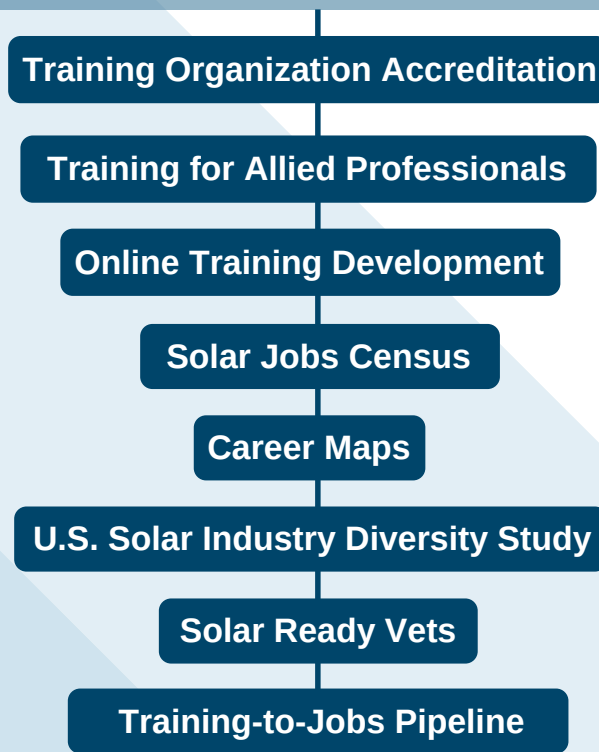 Training Organization Accreditation
Training for Allied Professionals
Online Training Development
Solar Jobs Census
Career Maps
U.S. Solar Industry Diversity Study
Solar Ready Vets
Training-to-Jobs Pipeline